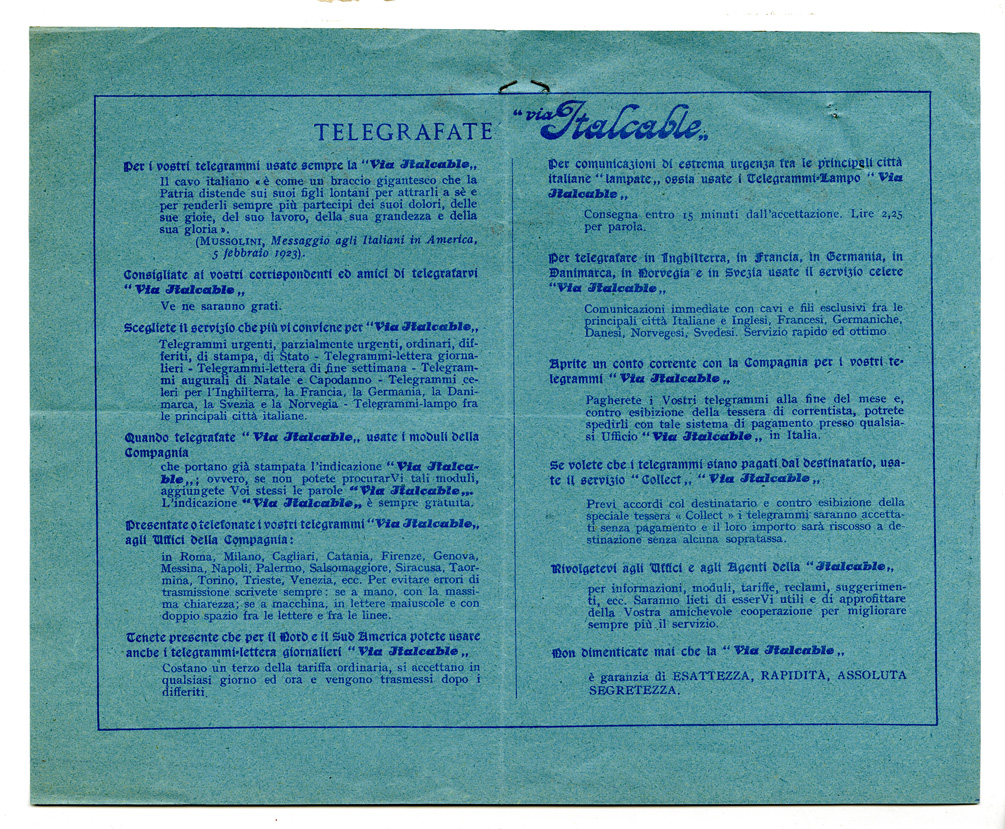 TELEGRAFATE “via Italcable„
Per i vostri telegrammi usate sempre la “Via Italcable„
Il cavo italiano « è come un braccio gigantesco che la
Patria distende sui suoi figli lontani per attrarli a sè e
per renderli sempre più partecipi dei suoi dolori, delle
sue gioie, del suo lavoro, della sua grandezza e della
sua gloria ».
(MUSSOLINI, Messaggio agli Italiani in America,
5 febbraio 1923).
Consigliate ai vostri corrispondenti ed amici di telegrafarvi
“Via Italcable„
Ve ne saranno grati.
Scegliete il servizio che più vi conviene per “Via Italcable„
Telegrammi urgenti, parzialmente urgenti, ordinari, dif-
feriti, di stampa, di Stato - Telegrammi-lettera giorna-
lieri - Telegrammi-lettera di fine settimana - Telegram-
mi augurali di Natale e Capodanno - Telegrammi ce-
leri per l'Inghilterra, la Francia, la Germania, la Dani-
marca, la Svezia e la Norvegia - Telegrammi-lampo fra
le principali città italiane.
Quando telegrafate “Via Italcable„ usate i moduli della
Compagnia
che portano già stampata l'indicazione “Via Italca-
ble„; ovvero, se non potete procurarVi tali moduli,
aggiungete Voi stessi le parole “Via Italcable„.
L'indicazione “Via Italcable„ è sempre gratuita.
Presentate o telefonate i vostri telegrammi “Via Italcable„
agli Uffici della Compagnia:
in Roma, Milano, Cagliari, Catania, Firenze, Genova,
Messina, Napoli, Palermo, Salsomaggiore, Siracusa, Taor-
mina, Torino, Trieste, Venezia, ecc. Per evitare errori di
trasmissione scrivete sempre: se a mano, con la massi-
ma chiarezza; se a macchina, in lettere maiuscole e con
doppio spazio fra le lettere e fra le linee.
Tenete presente che per il Nord e il Sud America potete usare
anche i telegrammi-lettera giornalieri “Via Italcable„
Costano un terzo della tariffa ordinaria, si accettano in
qualsiasi giorno ed ora e vengono trasmessi dopo i
differiti.
Per comunicazioni di estrema urgenza fra le principali città
italiane “lampate„ ossia usate i Telegrammi-Lampo “Via
Italcable„
Consegna entro 15 minuti dall'accettazione. Lire 2,25
per parola.
Per telegrafare in Inghilterra, in Francia, in Germania, in
Danimarca, in Norvegia e in Svezia usate il servizio celere
“Via Italcable„
Comunicazioni immediate con cavi e fili esclusivi fra le
principali città Italiane e Inglesi, Francesi, Germaniche,
Danesi, Norvegesi, Svedesi. Servizio rapido ed ottimo.
Aprite un conto corrente con la Compagnia per i vostri te-
legrammi “Via Italcable„
Pagherete i Vostri telegrammi alla fine del mese e,
contro esibizione della tessera di correntista, potrete
spedirli con tale sistema di pagamento presso qualsia-
si Ufficio “Via Italcable„ in Italia.
Se volete che i telegrammi siano pagati dal destinatario, usa-
te il servizio “Collect„ “Via Italcable„
Previ accordi col destinatario e contro esibizione della
speciale tessera « Collect » i telegrammi saranno accetta-
ti senza pagamento e il loro importo sarà riscosso a de-
stinazione senza alcuna sopratassa.
Rivolgetevi agli Uffici e agli Agenti della “Italcable„
per informazioni, moduli, tariffe, reclami, suggerimen-
ti, ecc. Saranno lieti di esserVi utili e di approfittare
della Vostra amichevole cooperazione per migliorare
sempre più il servizio.
Non dimenticate mai che la “Via Italcable„
è garanzia di ESATTEZZA, RAPIDITÀ, ASSOLUTA
SEGRETEZZA.